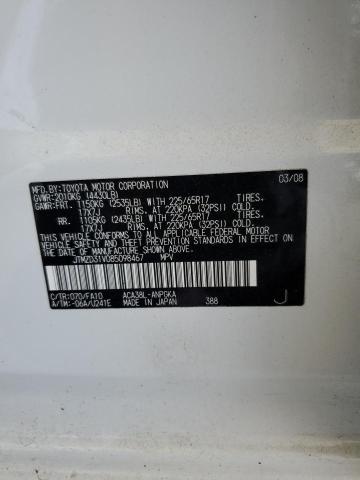 MFD.BY:TOYOTA MOTOR CORPORATION 03/08
GVWR:2010KG (4430LB)
GAWR:FRT. 1150KG (2535LB) WITH 225/65R17 TIRES.
17X7J RIMS, AT 220KPA (32PSI) COLD.
RR. 1105KG (2435LB) WITH 225/65R17 TIRES.
17X7J RIMS, AT 220KPA (32PSI) COLD.
THIS VEHICLE CONFORMS TO ALL APPLICABLE FEDERAL MOTOR
VEHICLE SAFETY AND THEFT PREVENTION STANDARDS IN
EFFECT ON THE DATE OF MANUFACTURE SHOWN ABOVE.
JTMZD31V085098467 MPV
C/TR:070/FA10 ACA38L-ANPGKA
A/TM:-06A/U241E MADE IN JAPAN 388 J